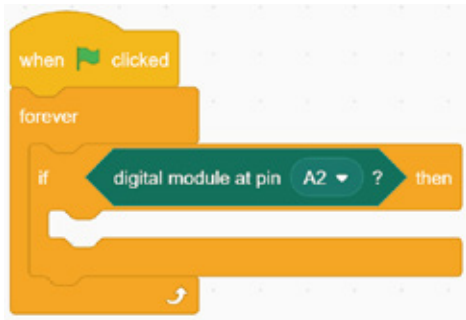 when clicked
forever
if digital module at pin A2 ? then